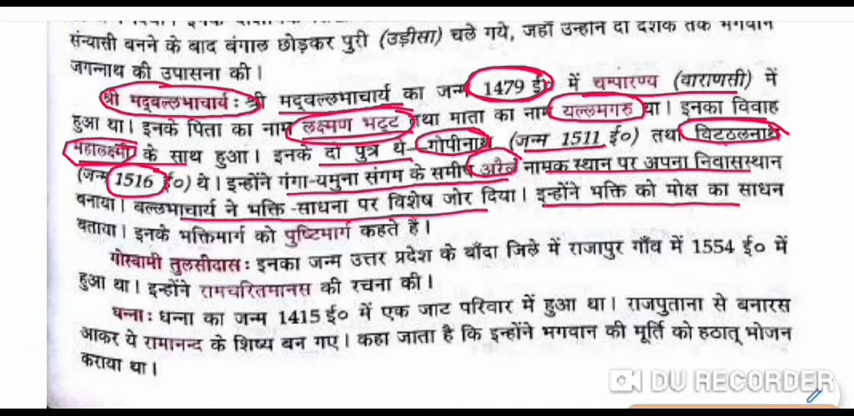 संन्यासी बनने के बाद बंगाल छोड़कर पुरी (उड़ीसा) चले गये, जहाँ उन्होंने दो दशक तक भगवान
जगन्नाथ की उपासना की।
श्री मद्बल्लभाचार्य : श्री मद्बल्लभाचार्य का जन्म 1479 ई० में चम्पारण्य (वाराणसी) में
हुआ था। इनके पिता का नाम लक्ष्मण भट्ट तथा माता का नाम यल्लमगरु था। इनका विवाह
महालक्ष्मी के साथ हुआ। इनके दो पुत्र थे गोपीनाथ (जन्म 1511 ई०) तथा विट्ठलनाथ
(जन्म 1516 ई०) थे। इन्होंने गंगा-यमुना संगम के समीप अरैल नामक स्थान पर अपना निवासस्थान
बनाया। बल्लभाचार्य ने भक्ति-साधना पर विशेष जोर दिया। इन्होंने भक्ति को मोक्ष का साधन
बताया। इनके भक्तिमार्ग को पुष्टिमार्ग कहते हैं।
गोस्वामी तुलसीदास : इनका जन्म उत्तर प्रदेश के बाँदा जिले में राजापुर गाँव में 1554 ई० में
हुआ था। इन्होंने रामचरितमानस की रचना की।
धन्ना : धन्ना का जन्म 1415 ई० में एक जाट परिवार में हुआ था। राजपुताना से बनारस
आकर ये रामानन्द के शिष्य बन गए। कहा जाता है कि इन्होंने भगवान की मूर्ति को हठात् भोजन
कराया था।
DU RECORDER